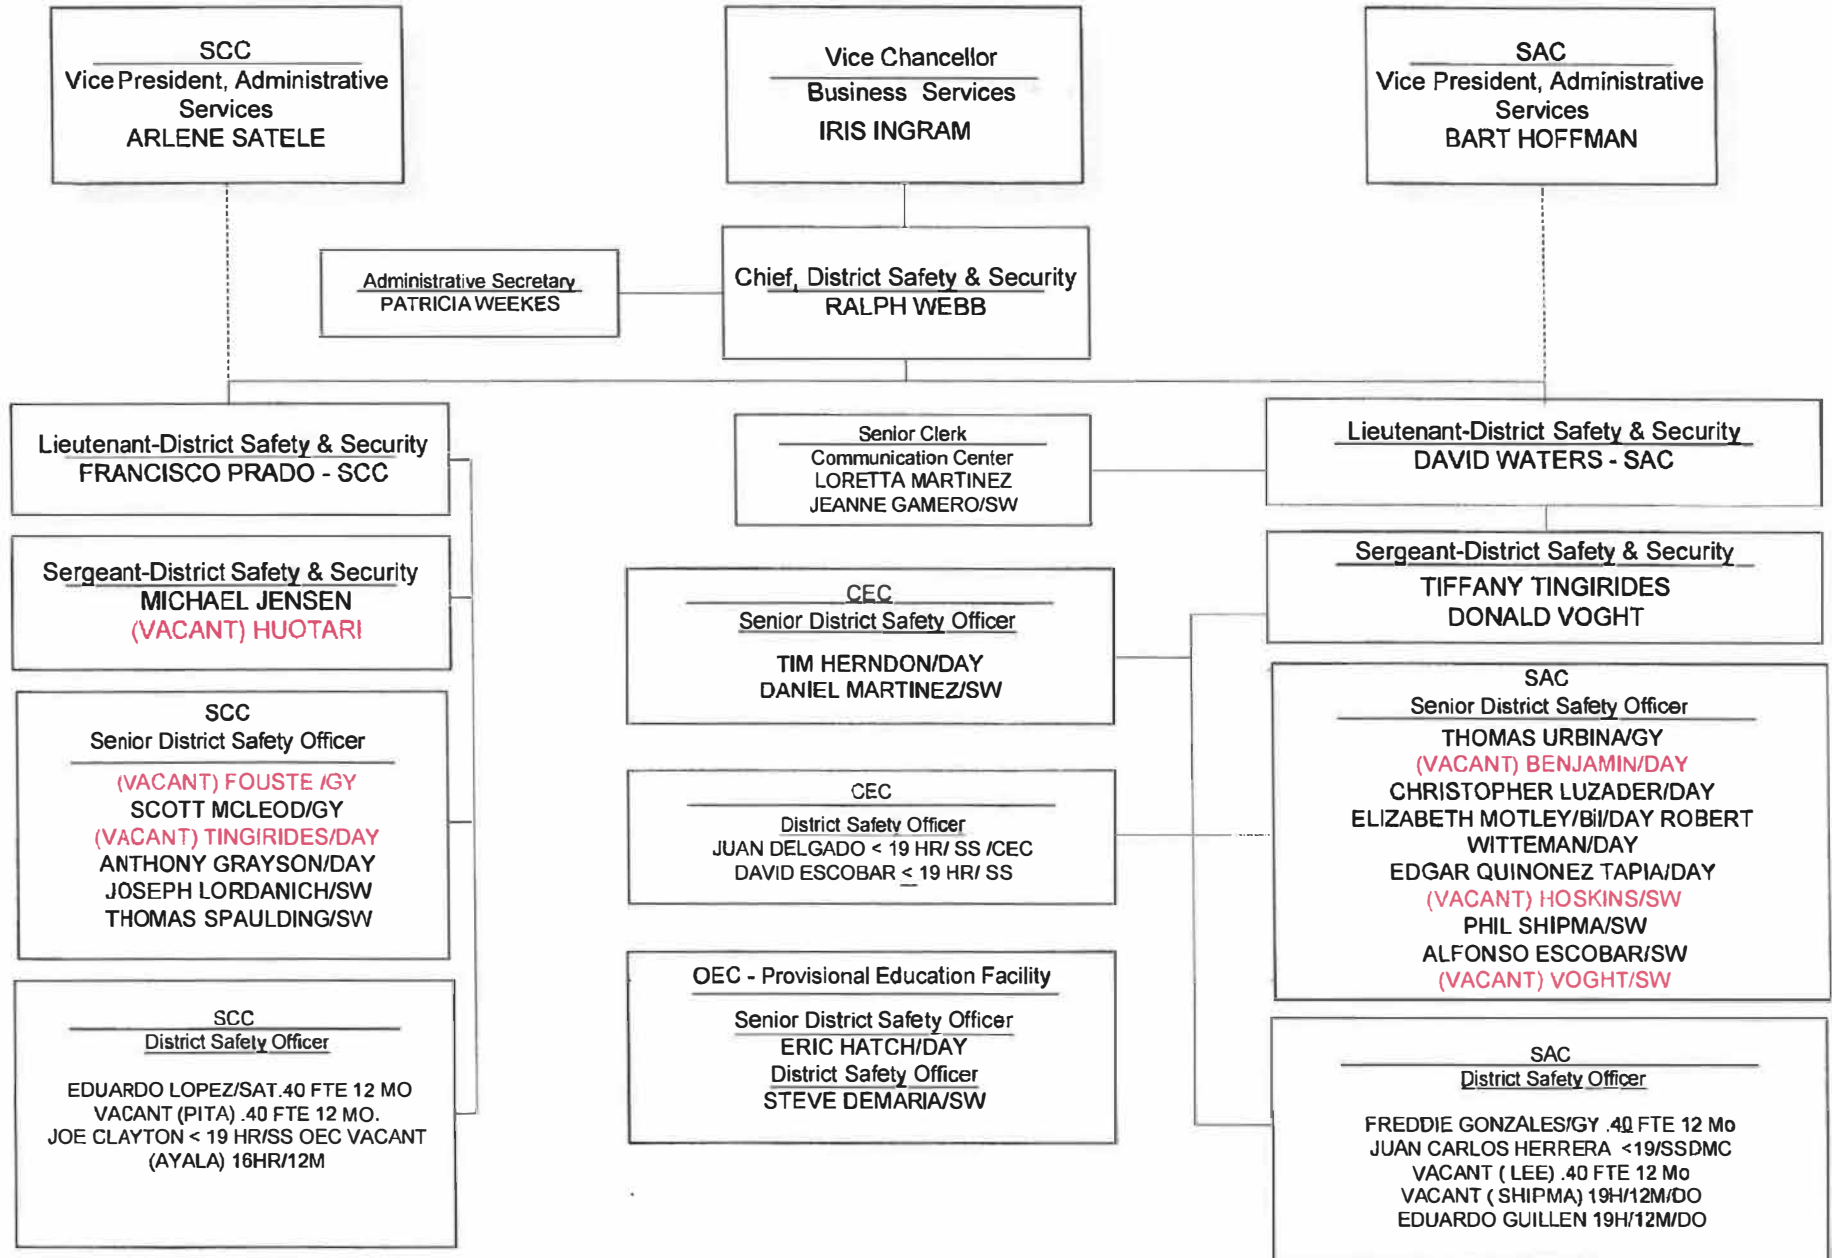 SCC
Vice President, Administrative
Services
ARLENE SATELE
Vice Chancellor
Business Services
IRIS INGRAM
SAC
Vice President, Administrative
Services
BART HOFFMAN
Administrative Secretary
PATRICIA WEEKES
Chief, District Safety & Security
RALPH WEBB
Lieutenant-District Safety & Security
FRANCISCO PRADO - SCC
Senior Clerk
Communication Center
LORETTA MARTINEZ
JEANNE GAMERO/SW
Lieutenant-District Safety & Security
DAVID WATERS - SAC
Sergeant-District Safety & Security
MICHAEL JENSEN
(VACANT) HUOTARI
CEC
Senior District Safety Officer
TIM HERNDON/DAY
DANIEL MARTINEZ/SW
Sergeant-District Safety & Security
TIFFANY TINGIRIDES
DONALD VOGHT
SCC
Senior District Safety Officer
(VACANT) FOUSTE /GY
SCOTT MCLEOD/GY
(VACANT) TINGIRIDES/DAY
ANTHONY GRAYSON/DAY
JOSEPH LORDANICH/SW
THOMAS SPAULDING/SW
CEC
District Safety Officer
JUAN DELGADO < 19 HR/ SS /CEC
DAVID ESCOBAR < 19 HR/ SS
SAC
Senior District Safety Officer
THOMAS URBINA/GY
(VACANT) BENJAMIN/DAY
CHRISTOPHER LUZADER/DAY
ELIZABETH MOTLEY/Bil/DAY ROBERT
WITTEMAN/DAY
EDGAR QUINONEZ TAPIA/DAY
(VACANT) HOSKINS/SW
PHIL SHIPMA/SW
ALFONSO ESCOBAR/SW
(VACANT) VOGHT/SW
SCC
District Safety Officer
EDUARDO LOPEZ/SAT.40 FTE 12 MO
VACANT (PITA) .40 FTE 12 MO.
JOE CLAYTON < 19 HR/SS OEC VACANT
(AYALA) 16HR/12M
OEC - Provisional Education Facility
Senior District Safety Officer
ERIC HATCH/DAY
District Safety Officer
STEVE DEMARIA/SW
SAC
District Safety Officer
FREDDIE GONZALES/GY .40 FTE 12 Mo
JUAN CARLOS HERRERA <19/SSDMC
VACANT ( LEE) .40 FTE 12 Mo
VACANT ( SHIPMA) 19H/12M/DO
EDUARDO GUILLEN 19H/12M/DO